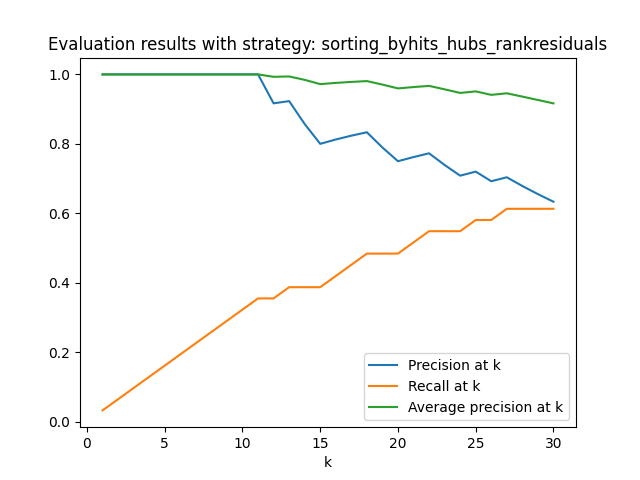 Evaluation results with strategy: sorting_byhits_hubs_rankresiduals
1.0
0.8
0.6
0.4
0.2
0.0
Precision at k
Recall at k
Average precision at k
0 5 10 15 20 25 30
k